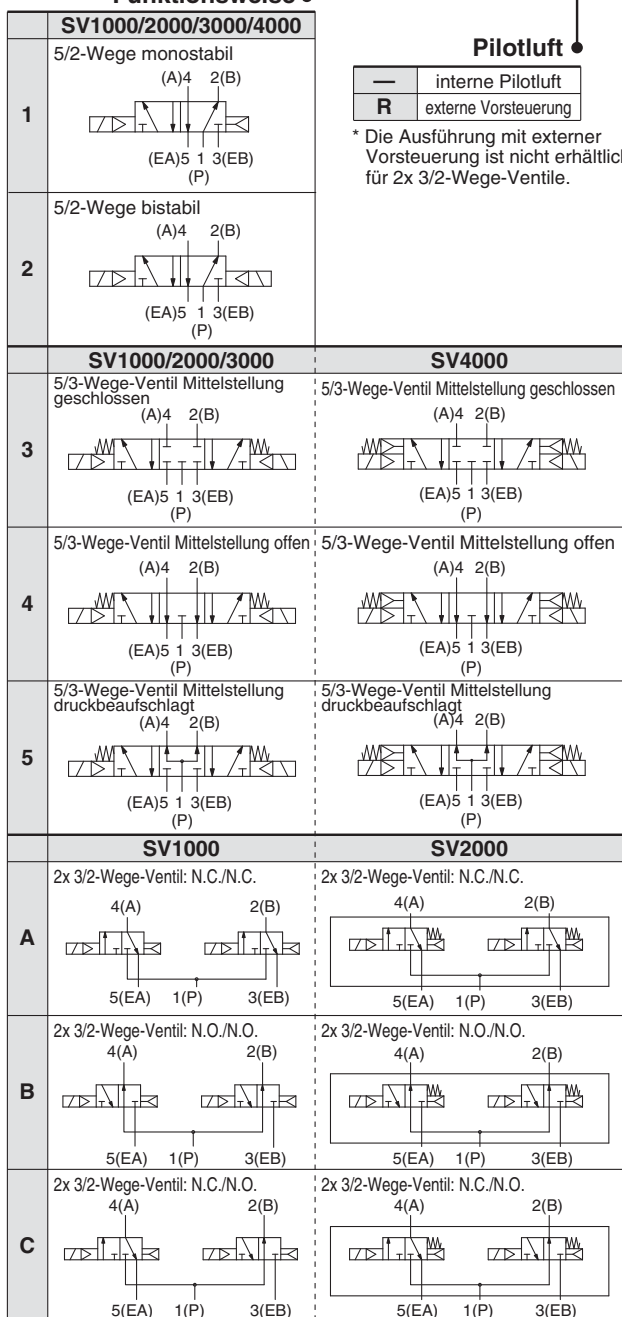 Funktionsweise
SV1000/2000/3000/4000
1
5/2-Wege monostabil
(A)4 2(B)
(EA)5 1 3(EB)
(P)
2
5/2-Wege bistabil
(A)4 2(B)
(EA)5 1 3(EB)
(P)
Pilotluft
— interne Pilotluft
R externe Vorsteuerung
* Die Ausführung mit externer
Vorsteuerung ist nicht erhältlich
für 2x 3/2-Wege-Ventile.
SV1000/2000/3000 SV4000
3
5/3-Wege-Ventil Mittelstellung
geschlossen
(A)4 2(B)
(EA)5 1 3(EB)
(P)
5/3-Wege-Ventil Mittelstellung geschlossen
(A)4 2(B)
(EA)5 1 3(EB)
(P)
4
5/3-Wege-Ventil Mittelstellung offen
(A)4 2(B)
(EA)5 1 3(EB)
(P)
5/3-Wege-Ventil Mittelstellung offen
(A)4 2(B)
(EA)5 1 3(EB)
(P)
5
5/3-Wege-Ventil Mittelstellung
druckbeaufschlagt
(A)4 2(B)
(EA)5 1 3(EB)
(P)
5/3-Wege-Ventil Mittelstellung
druckbeaufschlagt
(A)4 2(B)
(EA)5 1 3(EB)
(P)
SV1000 SV2000
A
2x 3/2-Wege-Ventil: N.C./N.C.
4(A) 2(B)
5(EA) 1(P) 3(EB)
2x 3/2-Wege-Ventil: N.C./N.C.
4(A) 2(B)
5(EA) 1(P) 3(EB)
B
2x 3/2-Wege-Ventil: N.O./N.O.
4(A) 2(B)
5(EA) 1(P) 3(EB)
2x 3/2-Wege-Ventil: N.O./N.O.
4(A) 2(B)
5(EA) 1(P) 3(EB)
C
2x 3/2-Wege-Ventil: N.C./N.O.
4(A) 2(B)
5(EA) 1(P) 3(EB)
2x 3/2-Wege-Ventil: N.C./N.O.
4(A) 2(B)
5(EA) 1(P) 3(EB)